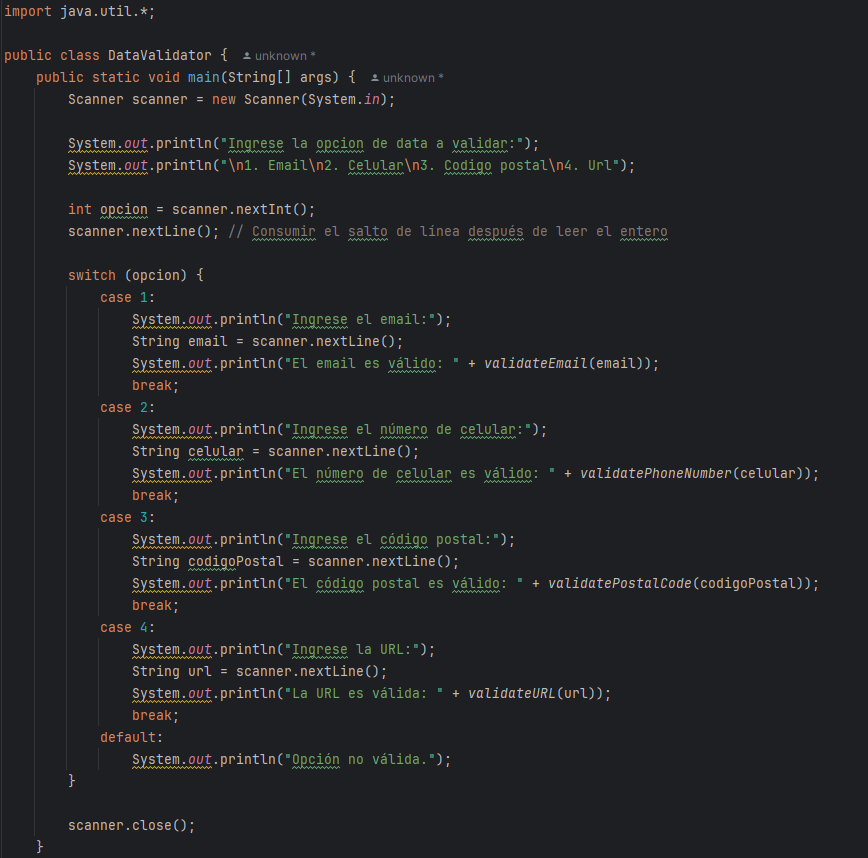 import java.util.*;
public class DataValidator { unknown *
public static void main(String[] args) { unknown *
Scanner scanner = new Scanner(System.in);
System.out.println("Ingrese la opcion de data a validar:");
System.out.println("\n1. Email\n2. Celular\n3. Codigo postal\n4. Url");
int opcion = scanner.nextInt();
scanner.nextLine(); // Consumir el salto de línea después de leer el entero
switch (opcion) {
case 1:
System.out.println("Ingrese el email:");
String email = scanner.nextLine();
System.out.println("El email es válido: " + validateEmail(email));
break;
case 2:
System.out.println("Ingrese el número de celular:");
String celular = scanner.nextLine();
System.out.println("El número de celular es válido: " + validatePhoneNumber(celular));
break;
case 3:
System.out.println("Ingrese el código postal:");
String codigoPostal = scanner.nextLine();
System.out.println("El código postal es válido: " + validatePostalCode(codigoPostal));
break;
case 4:
System.out.println("Ingrese la URL:");
String url = scanner.nextLine();
System.out.println("La URL es válida: " + validateURL(url));
break;
default:
System.out.println("Opción no válida.");
}
scanner.close();
}